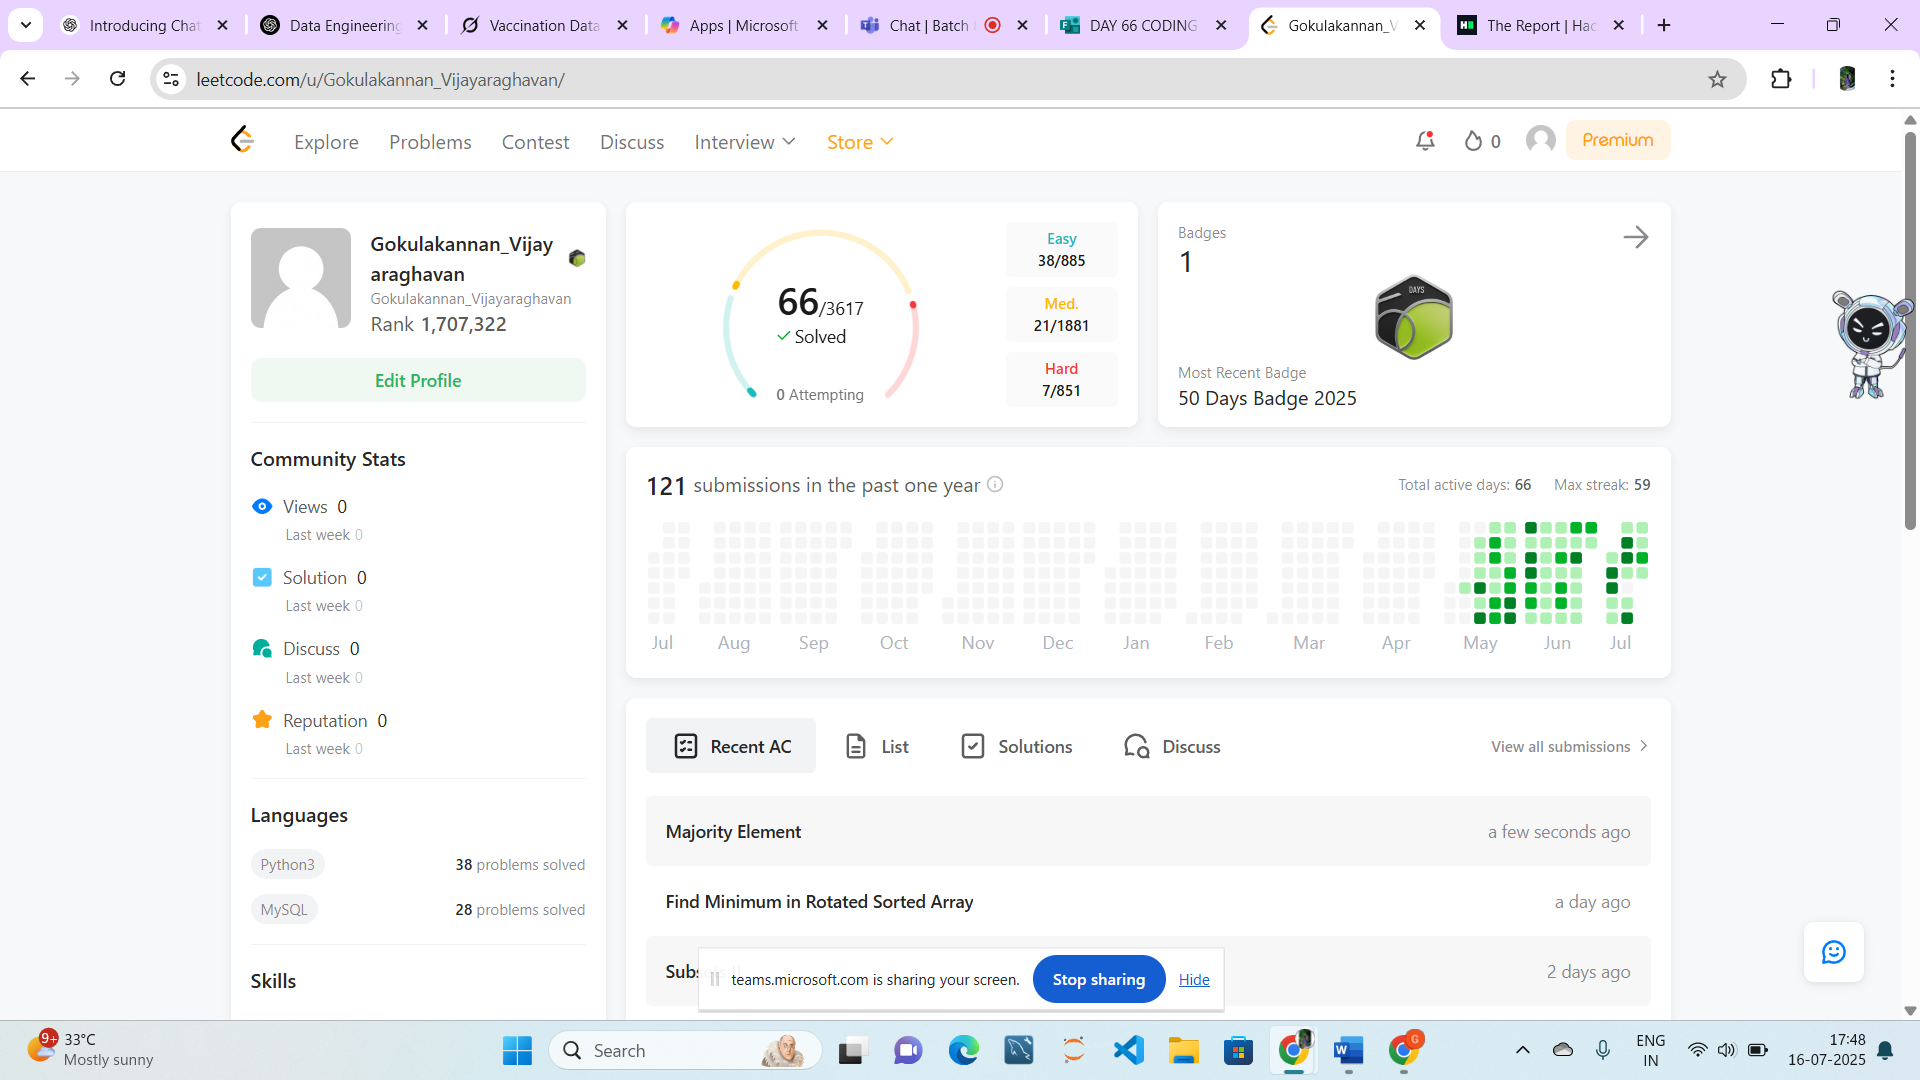 Introducing Chat
Data Engineering
Vaccination Data
Apps | Microsoft
Chat | Batch
DAY 66 CODING
Gokulakannan_V
The Report | Hac
leetcode.com/u/Gokulakannan_Vijayaraghavan/
Explore
Problems
Contest
Discuss
Interview
Store
0
Premium
Gokulakannan_Vijay
araghavan
Gokulakannan_Vijayaraghavan
Rank 1,707,322
Edit Profile
Community Stats
Views 0
Last week 0
Solution 0
Last week 0
Discuss 0
Last week 0
Reputation 0
Last week 0
Languages
Python3
38 problems solved
MySQL
28 problems solved
Skills
66/3617
Solved
0 Attempting
Easy
38/885
Med.
21/1881
Hard
7/851
Badges
1
DAYS
Most Recent Badge
50 Days Badge 2025
121 submissions in the past one year
Total active days: 66
Max streak: 59
Jul
Aug
Sep
Oct
Nov
Dec
Jan
Feb
Mar
Apr
May
Jun
Jul
Recent AC
List
Solutions
Discuss
View all submissions
Majority Element
a few seconds ago
Find Minimum in Rotated Sorted Array
a day ago
2 days ago
teams.microsoft.com is sharing your screen.
Stop sharing
Hide
9+
33°C
Mostly sunny
Search
G
ENG
IN
17:48
16-07-2025